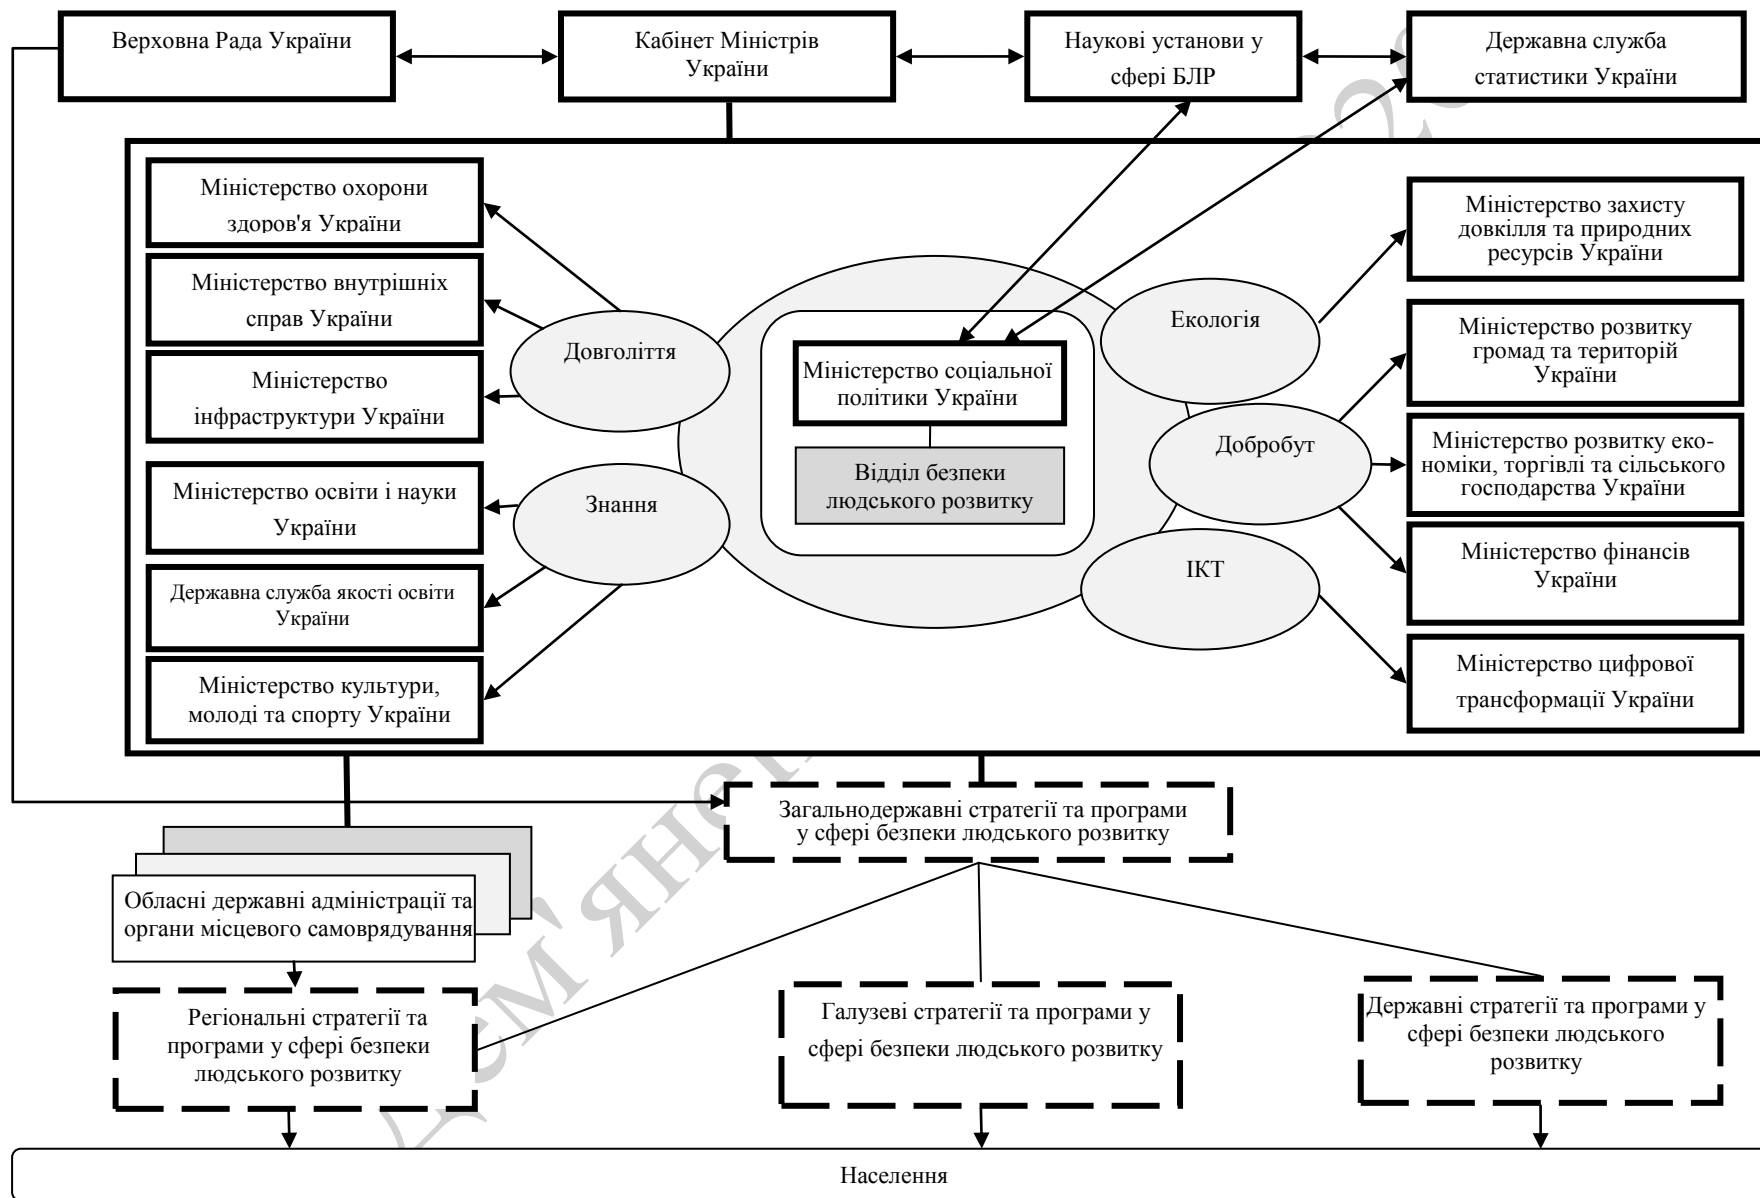 Верховна Рада України
Кабінет Міністрів
України
Наукові установи у
сфері БЛР
Державна служба
статистики України
Міністерство охорони
здоров'я України
Міністерство внутрішніх
справ України
Міністерство
інфраструктури України
Міністерство освіти і науки
України
Державна служба якості освіти
України
Міністерство культури,
молоді та спорту України
Довголіття
Знання
Міністерство соціальної
політики України
Відділ безпеки
людського розвитку
Екологія
Добробут
ІКТ
Міністерство захисту
довкілля та природних
ресурсів України
Міністерство розвитку
громад та територій
України
Міністерство розвитку еко-
номіки, торгівлі та сільського
господарства України
Міністерство фінансів
України
Міністерство цифрової
трансформації України
Загальнодержавні стратегії та програми
у сфері безпеки людського розвитку
Обласні державні адміністрації та
органи місцевого самоврядування
Регіональні стратегії та
програми у сфері безпеки
людського розвитку
Галузеві стратегії та програми у
сфері безпеки людського розвитку
Державні стратегії та програми у
сфері безпеки людського
розвитку
Населення